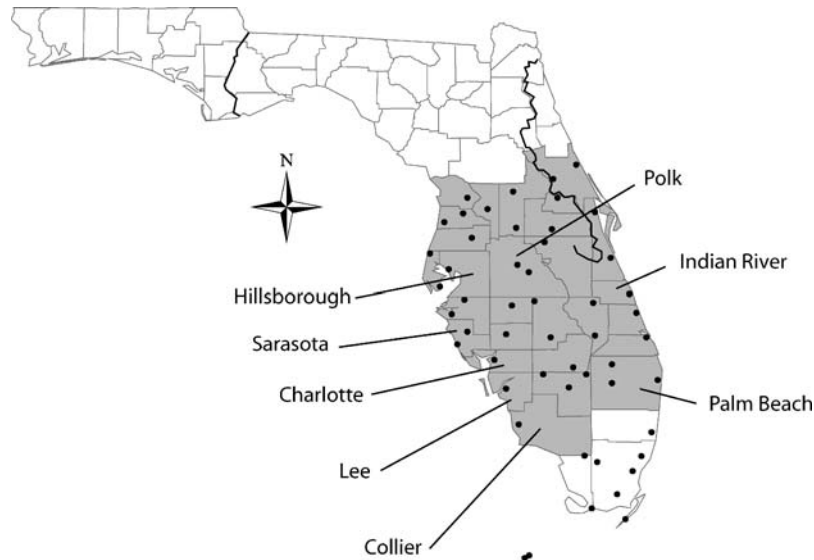 N
Polk
Indian River
Hillsborough
Sarasota
Charlotte
Palm Beach
Lee
Collier